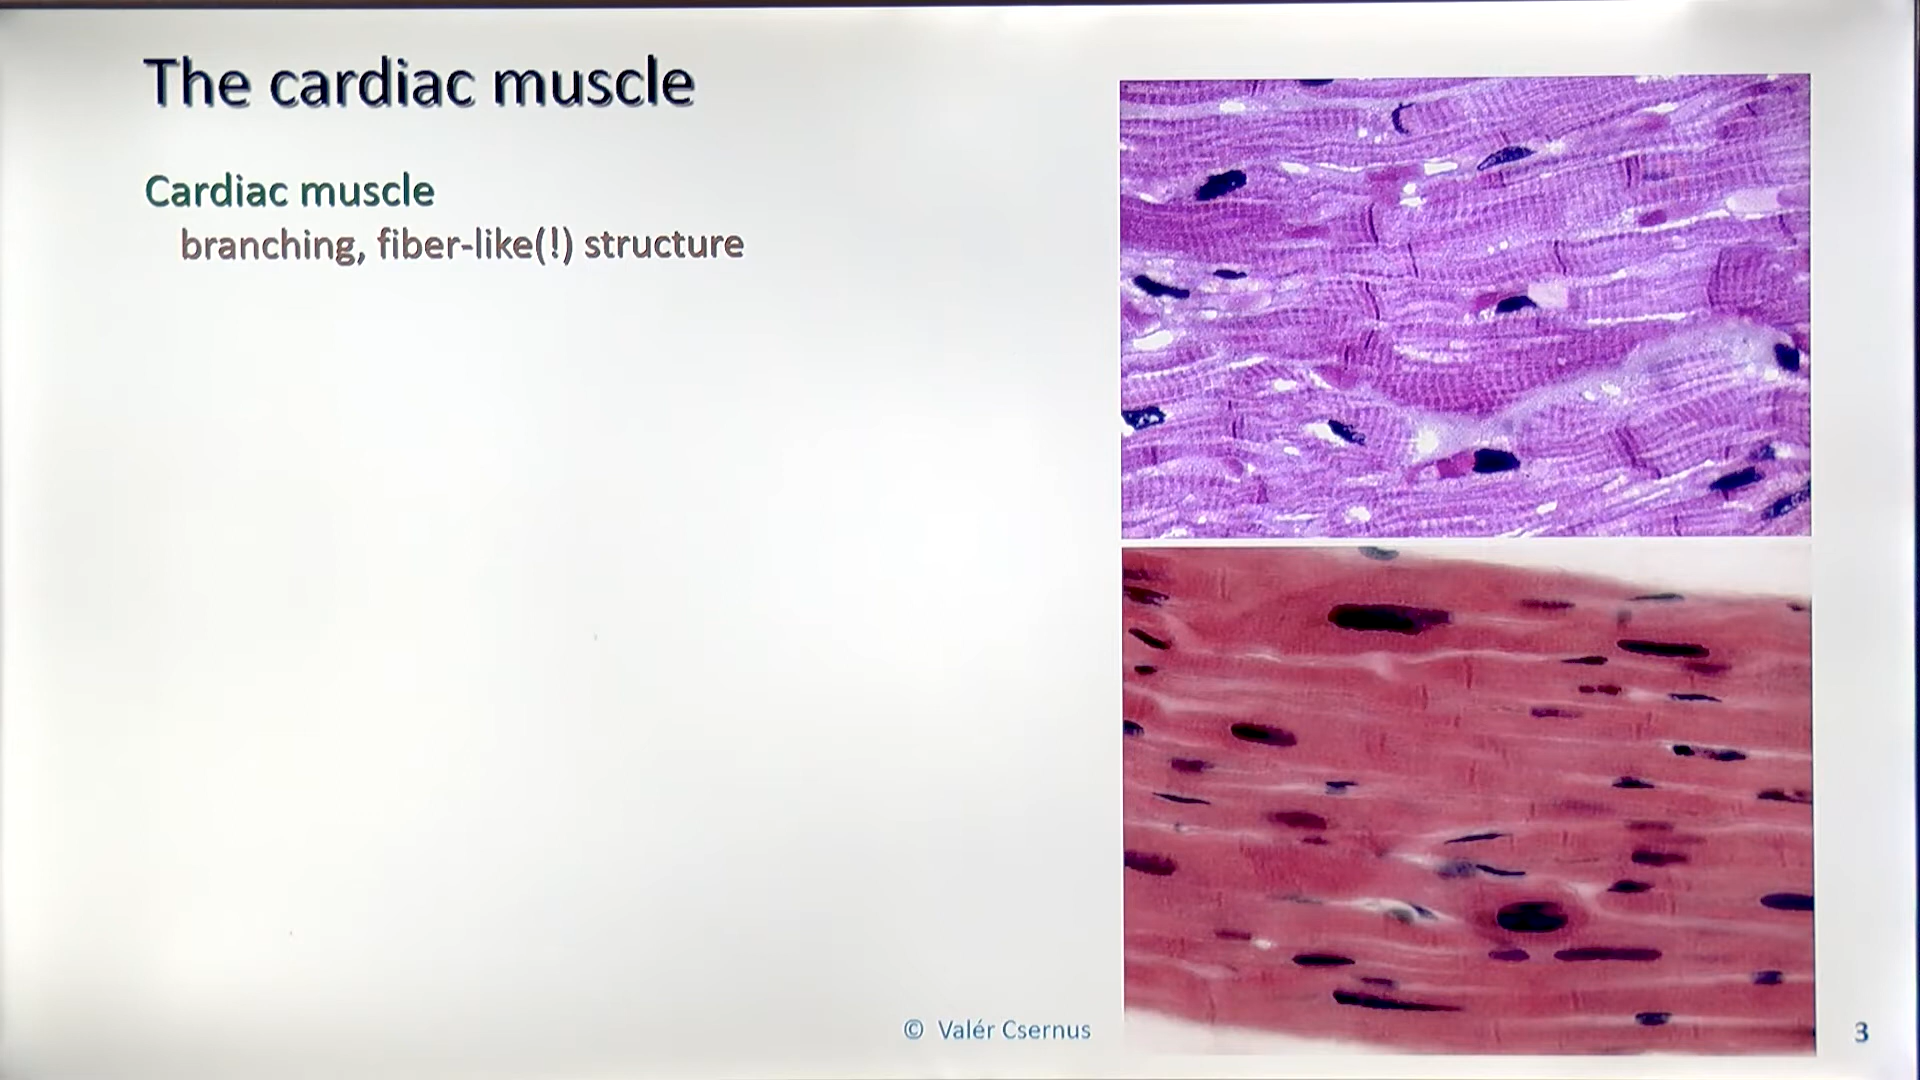 The cardiac muscle
Cardiac muscle
branching, fiber-like(!) structure
© Valér Csernus
3